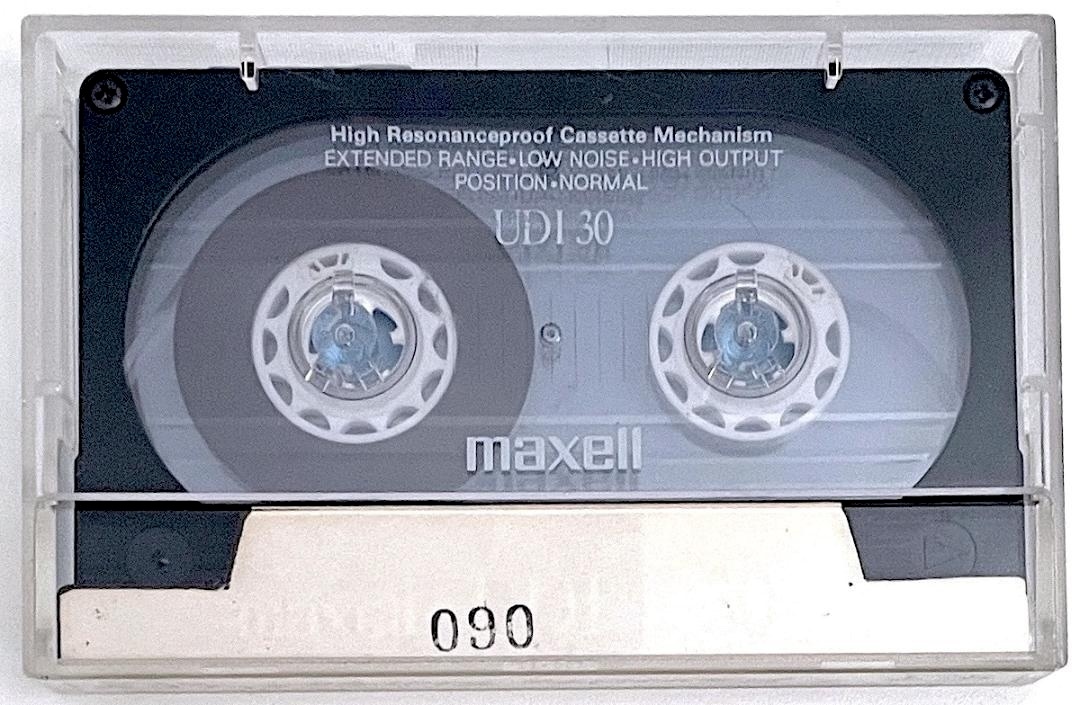 High Resonanceproof Cassette Mechanism
EXTENDED RANGE•LOW NOISE•HIGH OUTPUT
POSITION•NORMAL
UDI 30
maxell
090